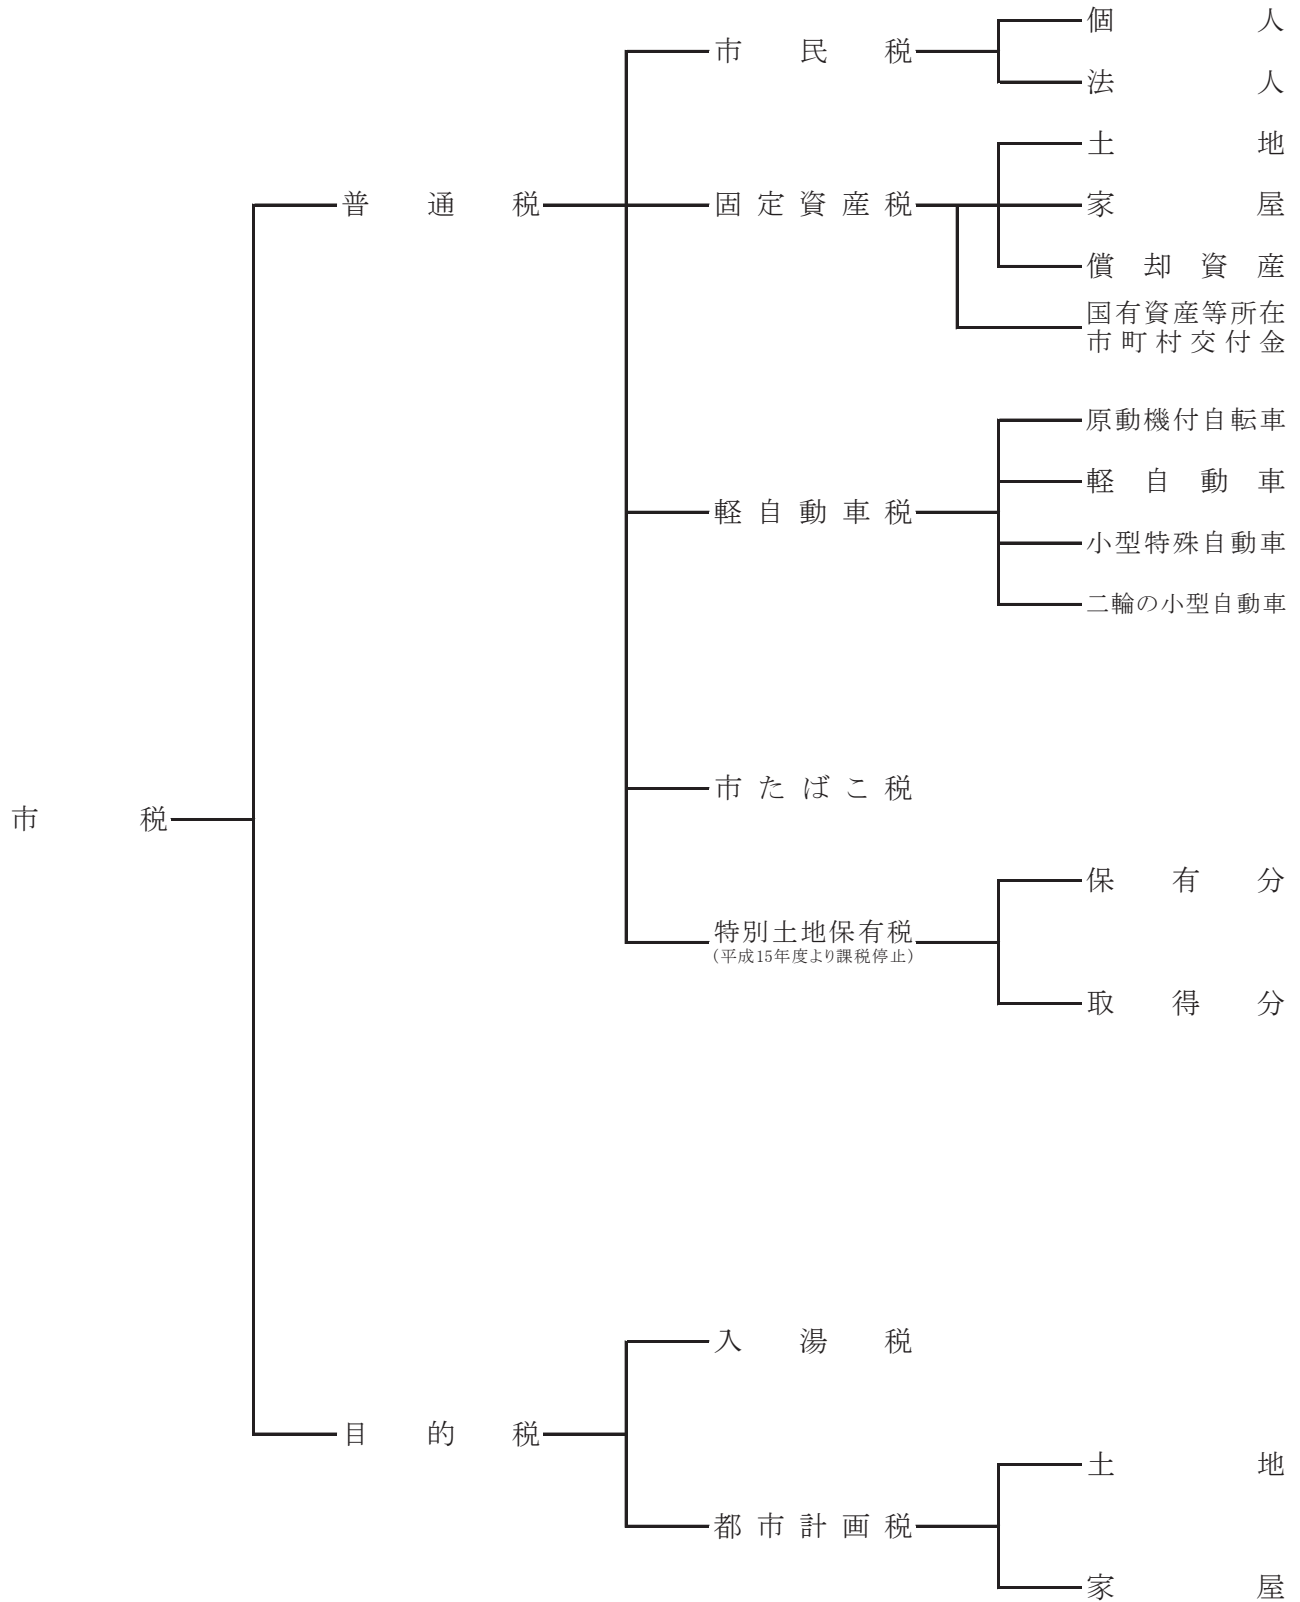 市税
普通税
市民税
個人
法人
固定資産税
土地
家屋
償却資産
国有資産等所在
市町村交付金
軽自動車税
原動機付自転車
軽自動車
小型特殊自動車
二輪の小型自動車
市たばこ税
特別土地保有税
(平成15年度より課税停止)
保有分
取得分
目的税
入湯税
都市計画税
土地
家屋